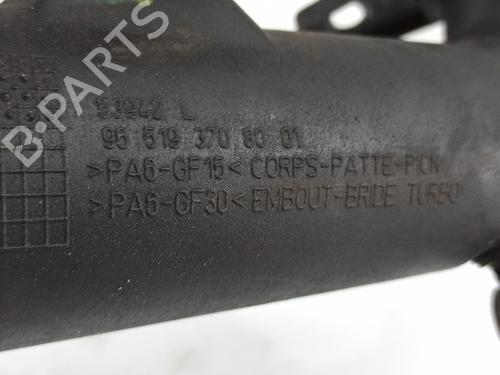 B-PARTS
53942 L
96 519 370 80 01
>PA6-GF15< CORPS-PATTE-PION
>PA6-GF30< EMBOUT-BRIDE TURBO